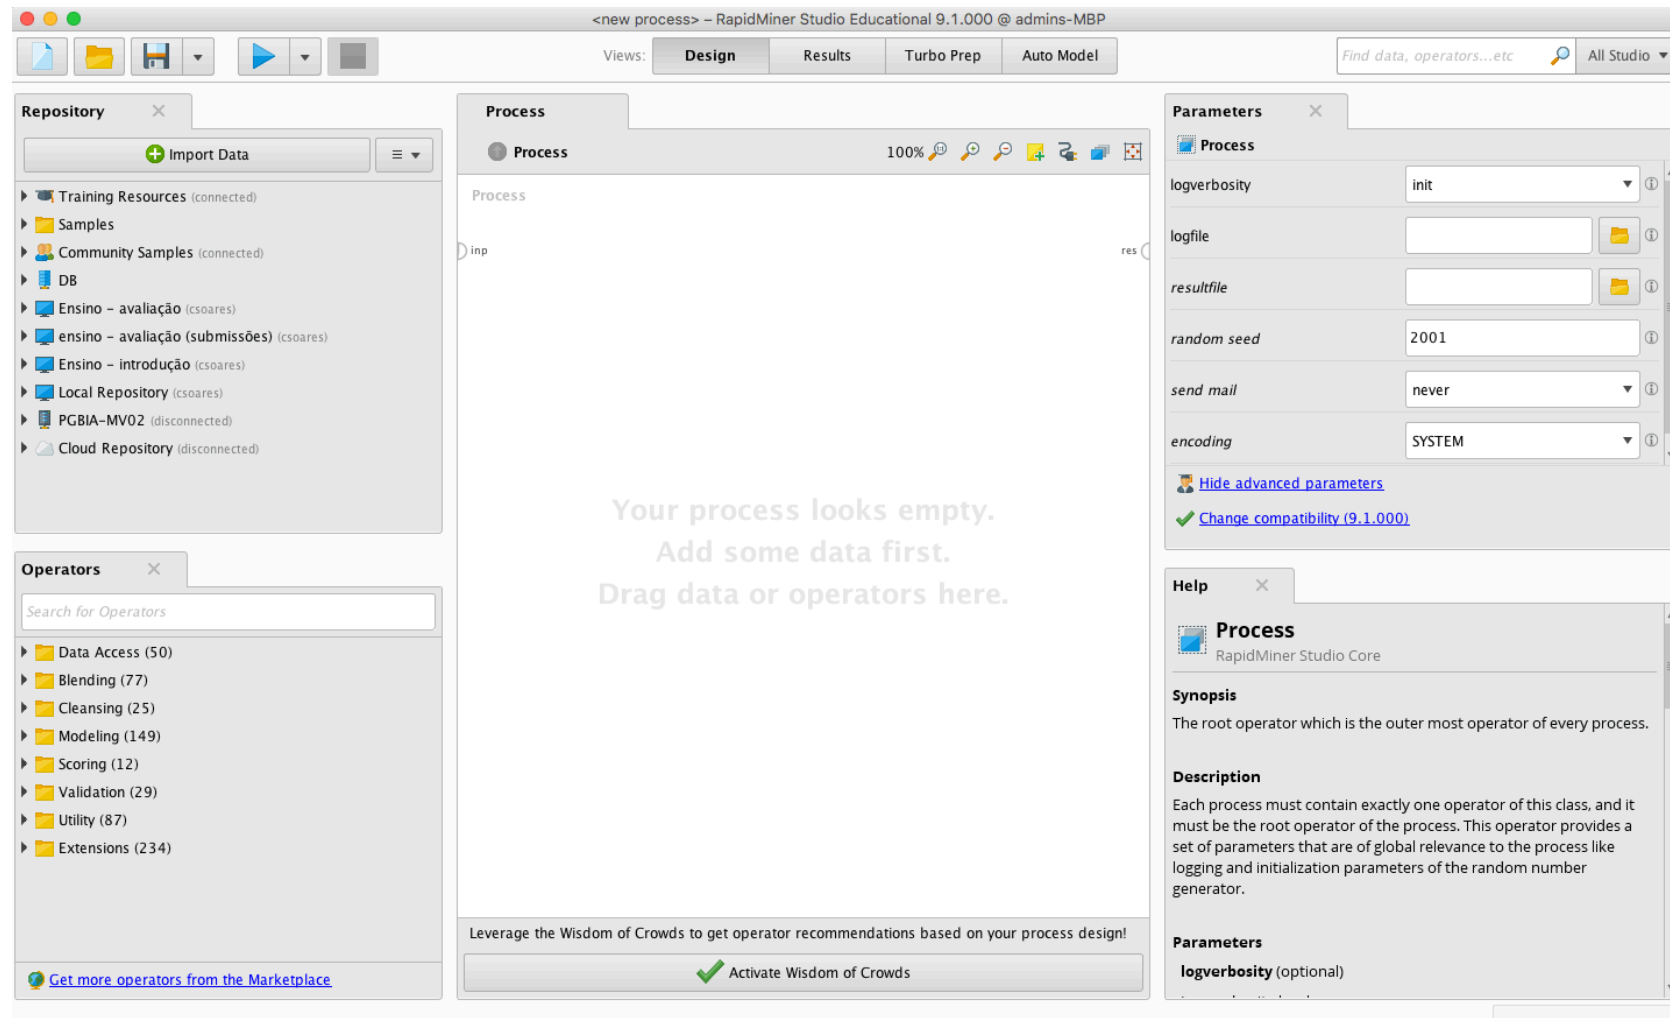 <new process> – RapidMiner Studio Educational 9.1.000 @ admins-MBP
Views: Design Results Turbo Prep Auto Model
Find data, operators...etc All Studio
Repository
Import Data
Training Resources (connected)
Samples
Community Samples (connected)
DB
Ensino – avaliação (csoares)
ensino – avaliação (submissões) (csoares)
Ensino – introdução (csoares)
Local Repository (csoares)
PGBIA-MV02 (disconnected)
Cloud Repository (disconnected)
Operators
Search for Operators
Data Access (50)
Blending (77)
Cleansing (25)
Modeling (149)
Scoring (12)
Validation (29)
Utility (87)
Extensions (234)
Get more operators from the Marketplace
Process
Process
100%
Process
inp
res
Your process looks empty.
Add some data first.
Drag data or operators here.
Leverage the Wisdom of Crowds to get operator recommendations based on your process design!
Activate Wisdom of Crowds
Parameters
Process
logverbosity init
logfile
resultfile
random seed 2001
send mail never
encoding SYSTEM
Hide advanced parameters
Change compatibility (9.1.000)
Help
Process
RapidMiner Studio Core
Synopsis
The root operator which is the outer most operator of every process.
Description
Each process must contain exactly one operator of this class, and it
must be the root operator of the process. This operator provides a
set of parameters that are of global relevance to the process like
logging and initialization parameters of the random number
generator.
Parameters
logverbosity (optional)